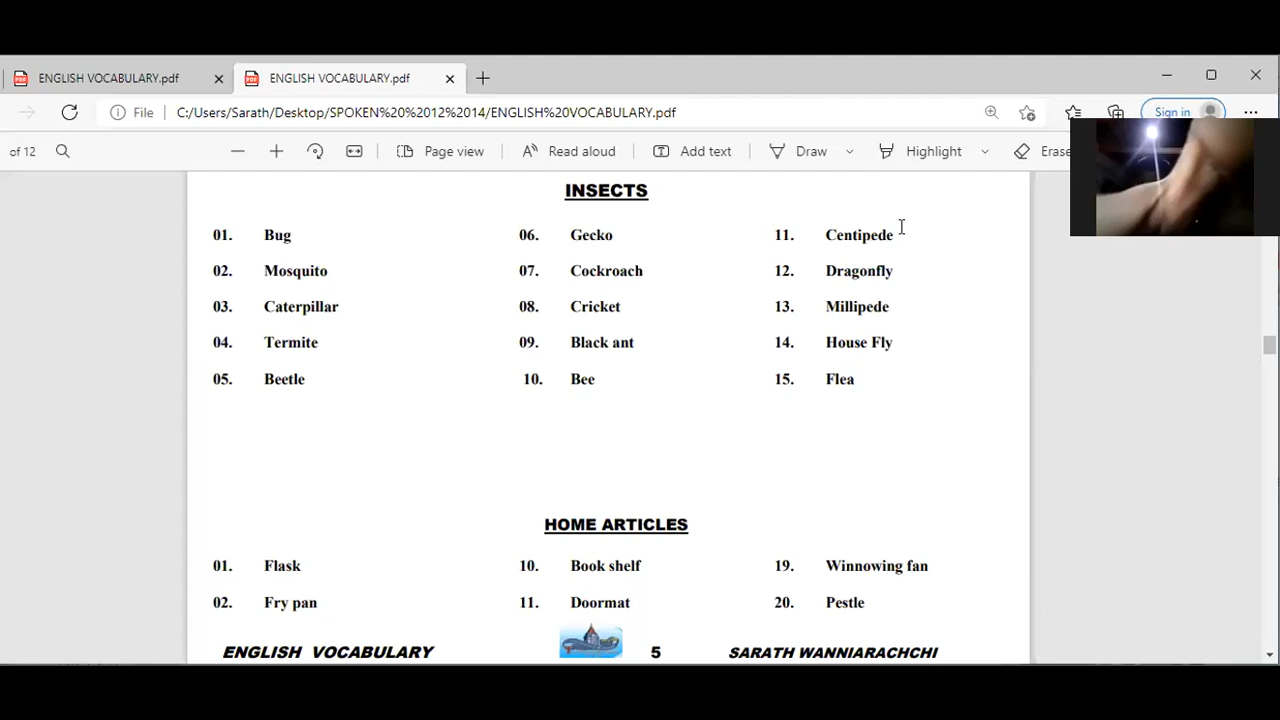 ENGLISH VOCABULARY.pdf
ENGLISH VOCABULARY.pdf
File C:/Users/Sarath/Desktop/SPOKEN%20%2012%2014/ENGLISH%20VOCABULARY.pdf Sign in
of 12 Page view Read aloud Add text Draw Highlight Erase
INSECTS
01. Bug 06. Gecko 11. Centipede
02. Mosquito 07. Cockroach 12. Dragonfly
03. Caterpillar 08. Cricket 13. Millipede
04. Termite 09. Black ant 14. House Fly
05. Beetle 10. Bee 15. Flea
HOME ARTICLES
01. Flask 10. Book shelf 19. Winnowing fan
02. Fry pan 11. Doormat 20. Pestle
ENGLISH VOCABULARY 5 SARATH WANNIARACHCHI